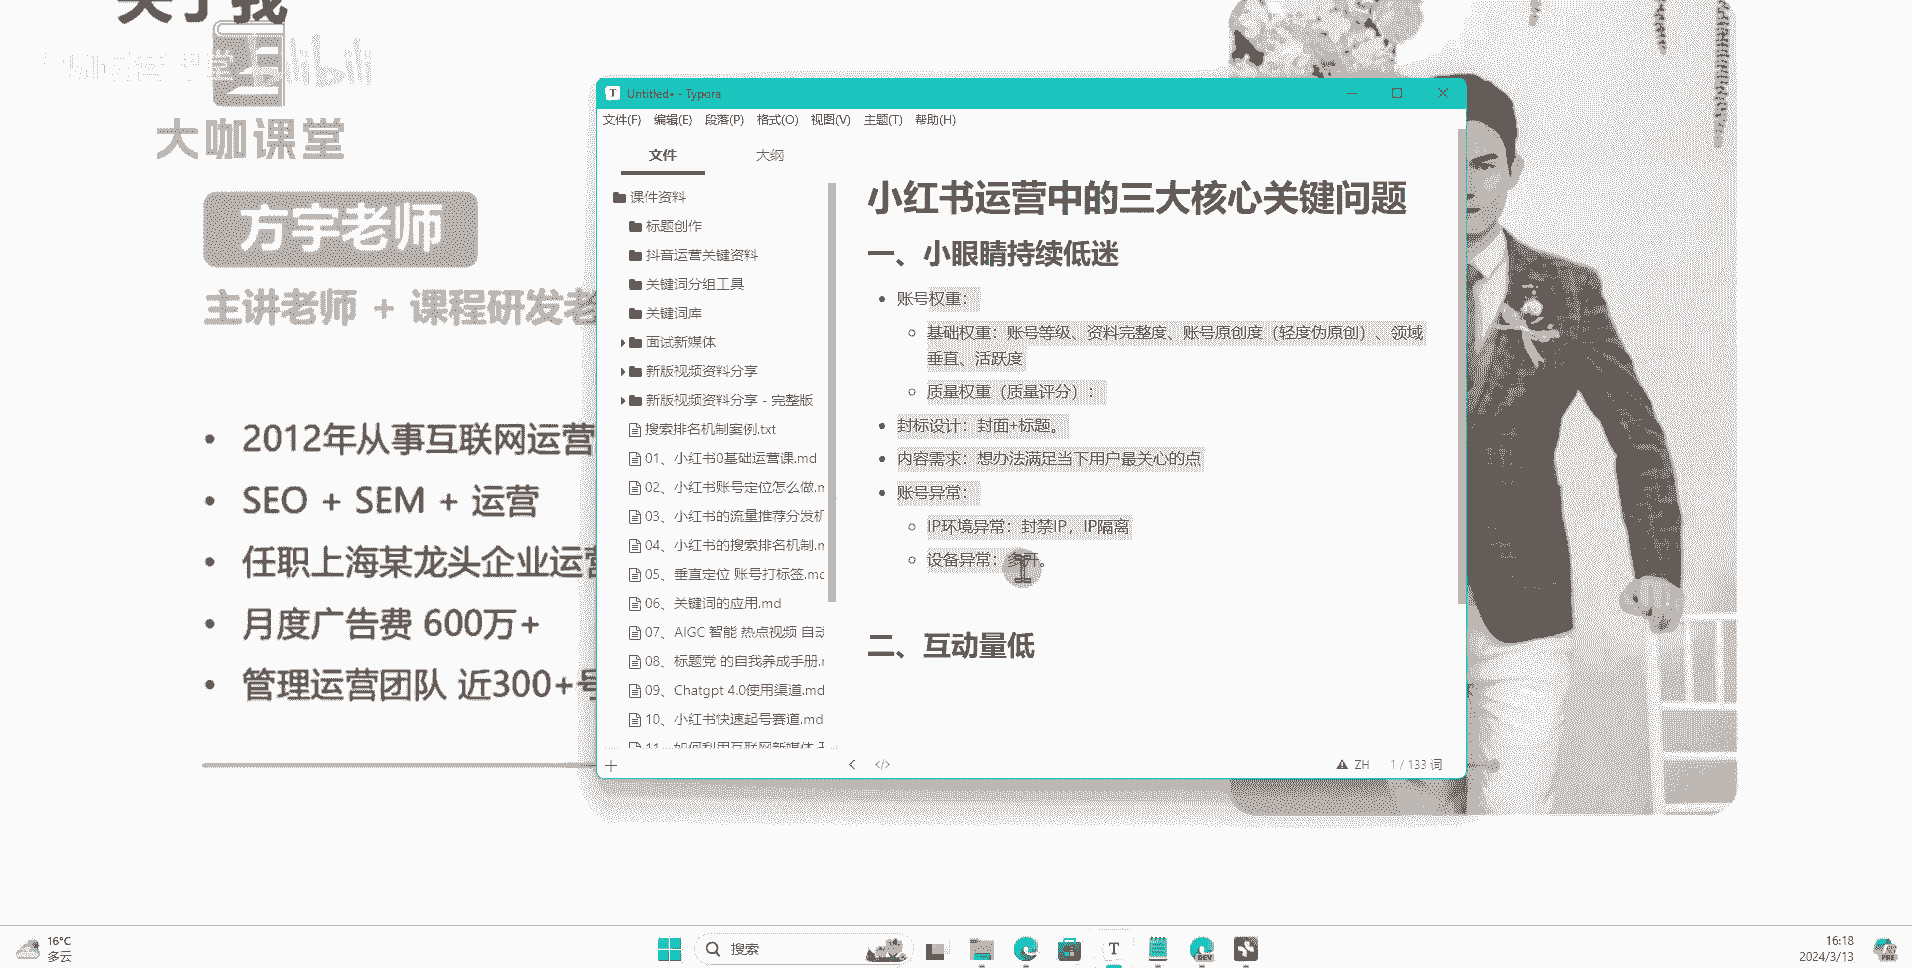 关于我
bilibili
大咖课堂
方宇老师
主讲老师 + 课程研发老
• 2012年从事互联网运营
• SEO + SEM + 运营
• 任职上海某龙头企业运营
• 月度广告费 600万+
• 管理运营团队 近300+号
Untitled• - Typora
文件(F) 编辑(E) 段落(P) 格式(O) 视图(V) 主题(T) 帮助(H)
文件 大纲
课件资料
标题创作
抖音运营关键资料
关键词分组工具
关键词库
面试新媒体
新版视频资料分享
新版视频资料分享 - 完整版
搜索排名机制案例.txt
01、小红书0基础运营课.md
02、小红书账号定位怎么做.m
03、小红书的流量推荐分发机
04、小红书的搜索排名机制.m
05、垂直定位 账号打标签.md
06、关键词的应用.md
07、AIGC 智能 热点视频 自动
08、标题党 的自我养成手册.m
09、Chatgpt 4.0使用渠道.md
10、小红书快速起号赛道.md
11、如何利用互联网新媒体
小红书运营中的三大核心关键问题
一、小眼睛持续低迷
• 账号权重：
◦ 基础权重：账号等级、资料完整度、账号原创度（轻度伪原创）、领域
垂直、活跃度
◦ 质量权重（质量评分）：
• 封标设计：封面+标题。
• 内容需求：想办法满足当下用户最关心的点
• 账号异常：
◦ IP环境异常：封禁IP，IP隔离
◦ 设备异常：多开。
二、互动量低
ZH 1 / 133 词
16°C
多云
搜索
16:18
2024/3/13